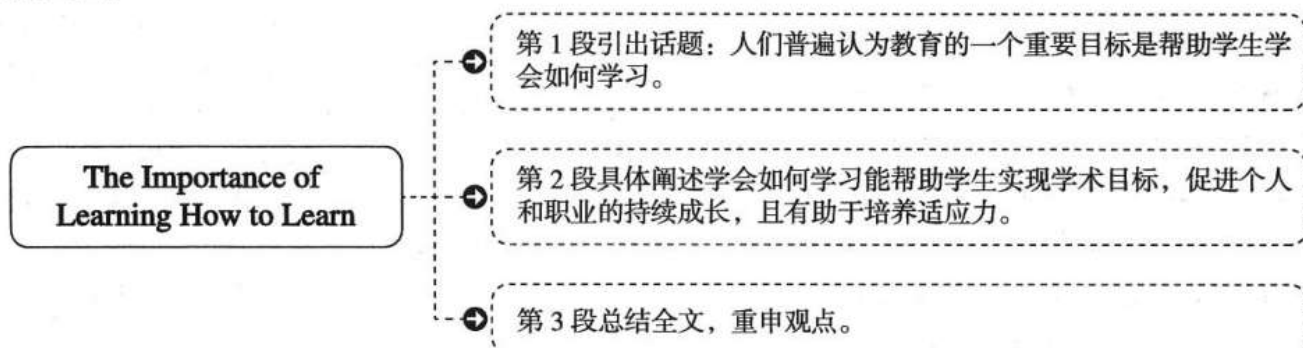 第1段引出话题：人们普遍认为教育的一个重要目标是帮助学生学
会如何学习。
The Importance of
Learning How to Learn
第2段具体阐述学会如何学习能帮助学生实现学术目标，促进个人
和职业的持续成长，且有助于培养适应力。
第3段总结全文，重申观点。